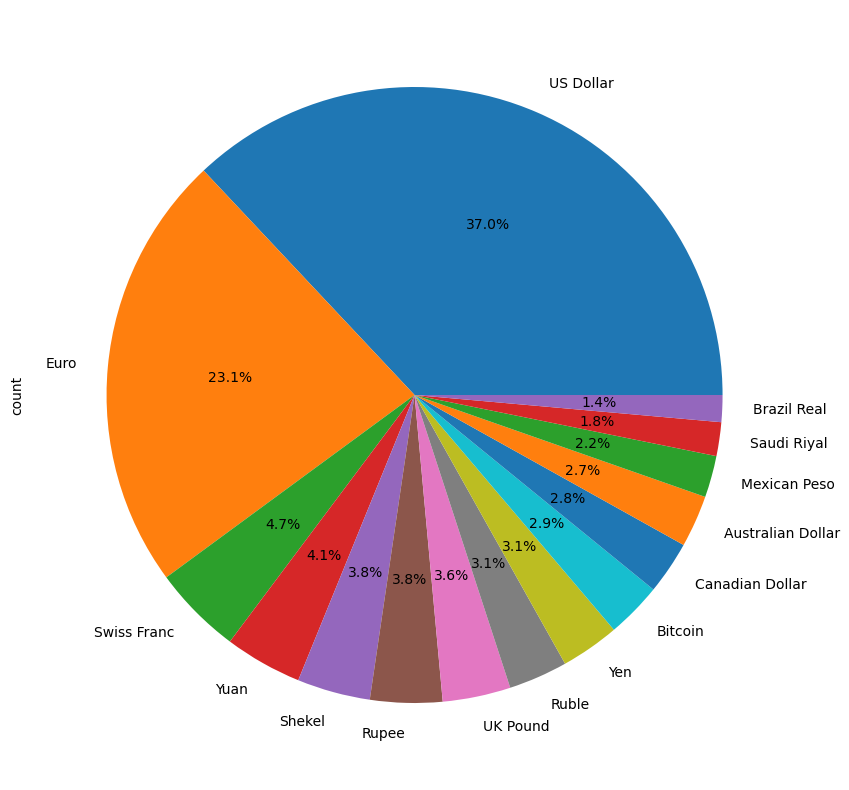 US Dollar
37.0%
Euro
23.1%
count
Swiss Franc
4.7%
Yuan
4.1%
Shekel
3.8%
Rupee
3.8%
UK Pound
3.6%
Ruble
3.1%
Yen
3.1%
Bitcoin
2.9%
Canadian Dollar
2.8%
Australian Dollar
2.7%
Mexican Peso
2.2%
Saudi Riyal
1.8%
Brazil Real
1.4%